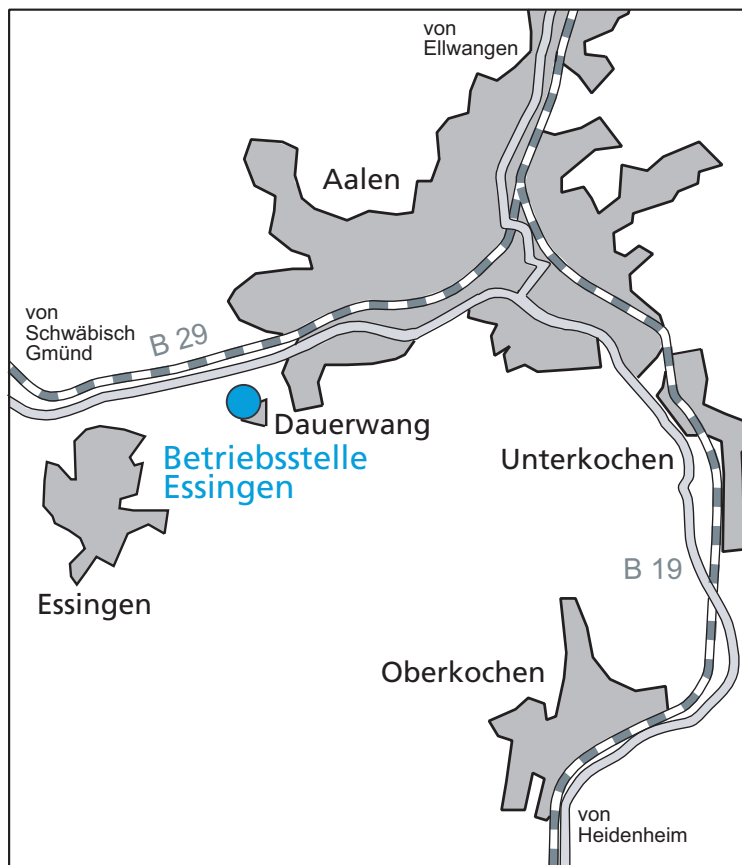 von
Ellwangen
Aalen
von
Schwäbisch
Gmünd
B 29
Dauerwang
Betriebsstelle
Essingen
Unterkochen
Essingen
B 19
Oberkochen
von
Heidenheim